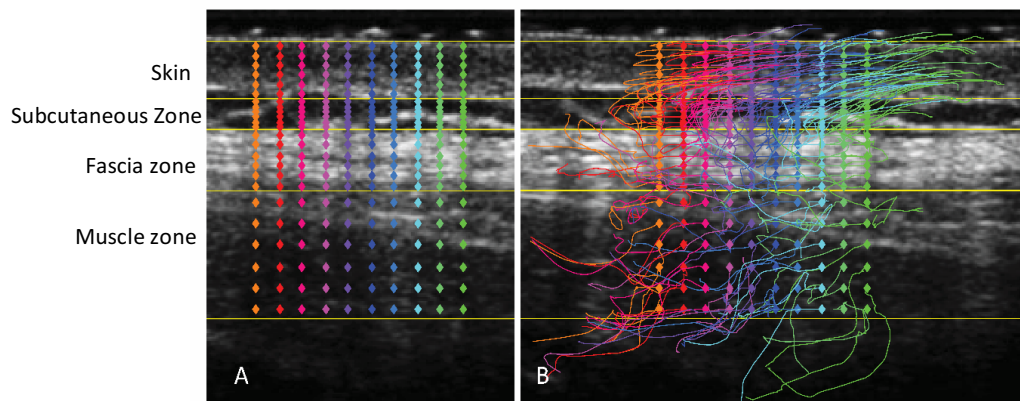 Skin
Subcutaneous Zone
Fascia zone
Muscle zone
A
B